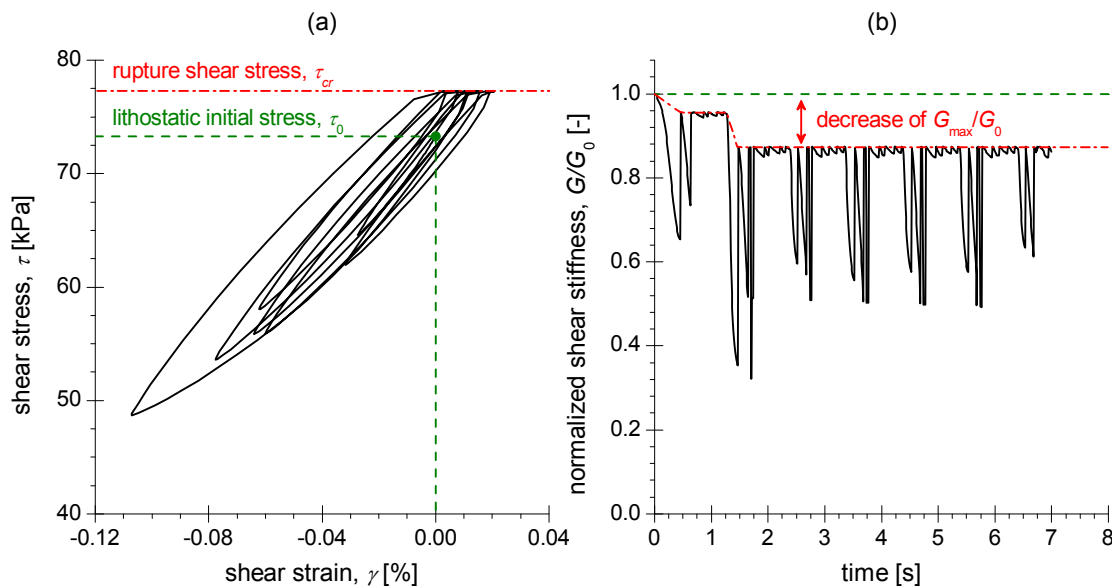 (a)
80
70
60
50
40
-0.12
-0.08
-0.04
0.00
0.04
shear stress, τ [kPa]
shear strain, γ [%]
rupture shear stress, τcr
lithostatic initial stress, τ0
(b)
1.0
0.8
0.6
0.4
0.2
0.0
0
1
2
3
4
5
6
7
8
normalized shear stiffness, G/G0 [-]
time [s]
decrease of Gmax/G0